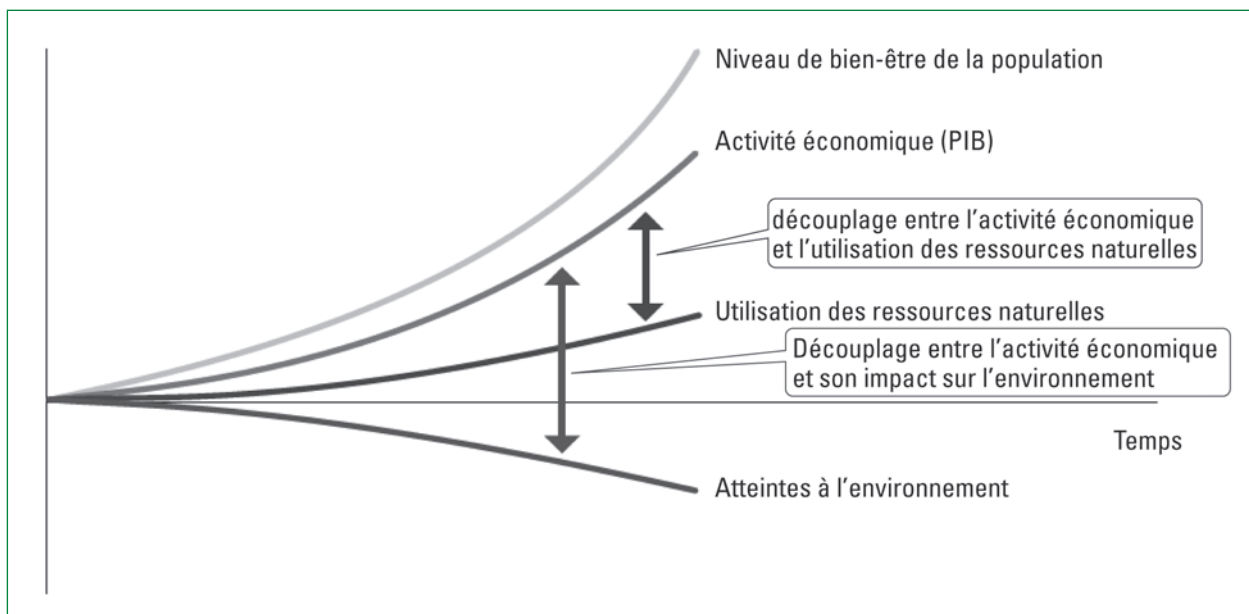 Niveau de bien-être de la population
Activité économique (PIB)
découplage entre l’activité économique
et l’utilisation des ressources naturelles
Utilisation des ressources naturelles
Découplage entre l’activité économique
et son impact sur l’environnement
Temps
Atteintes à l’environnement